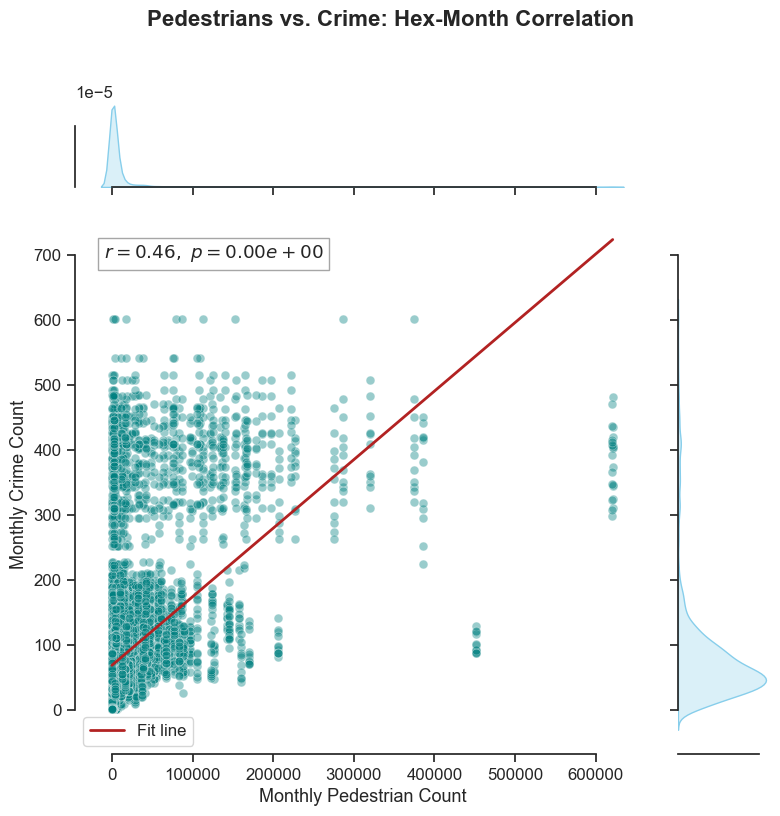 Pedestrians vs. Crime: Hex-Month Correlation
1e−5
r = 0.46, p = 0.00e + 00
700
600
500
400
300
200
100
0
Monthly Crime Count
Fit line
0 100000 200000 300000 400000 500000 600000
Monthly Pedestrian Count